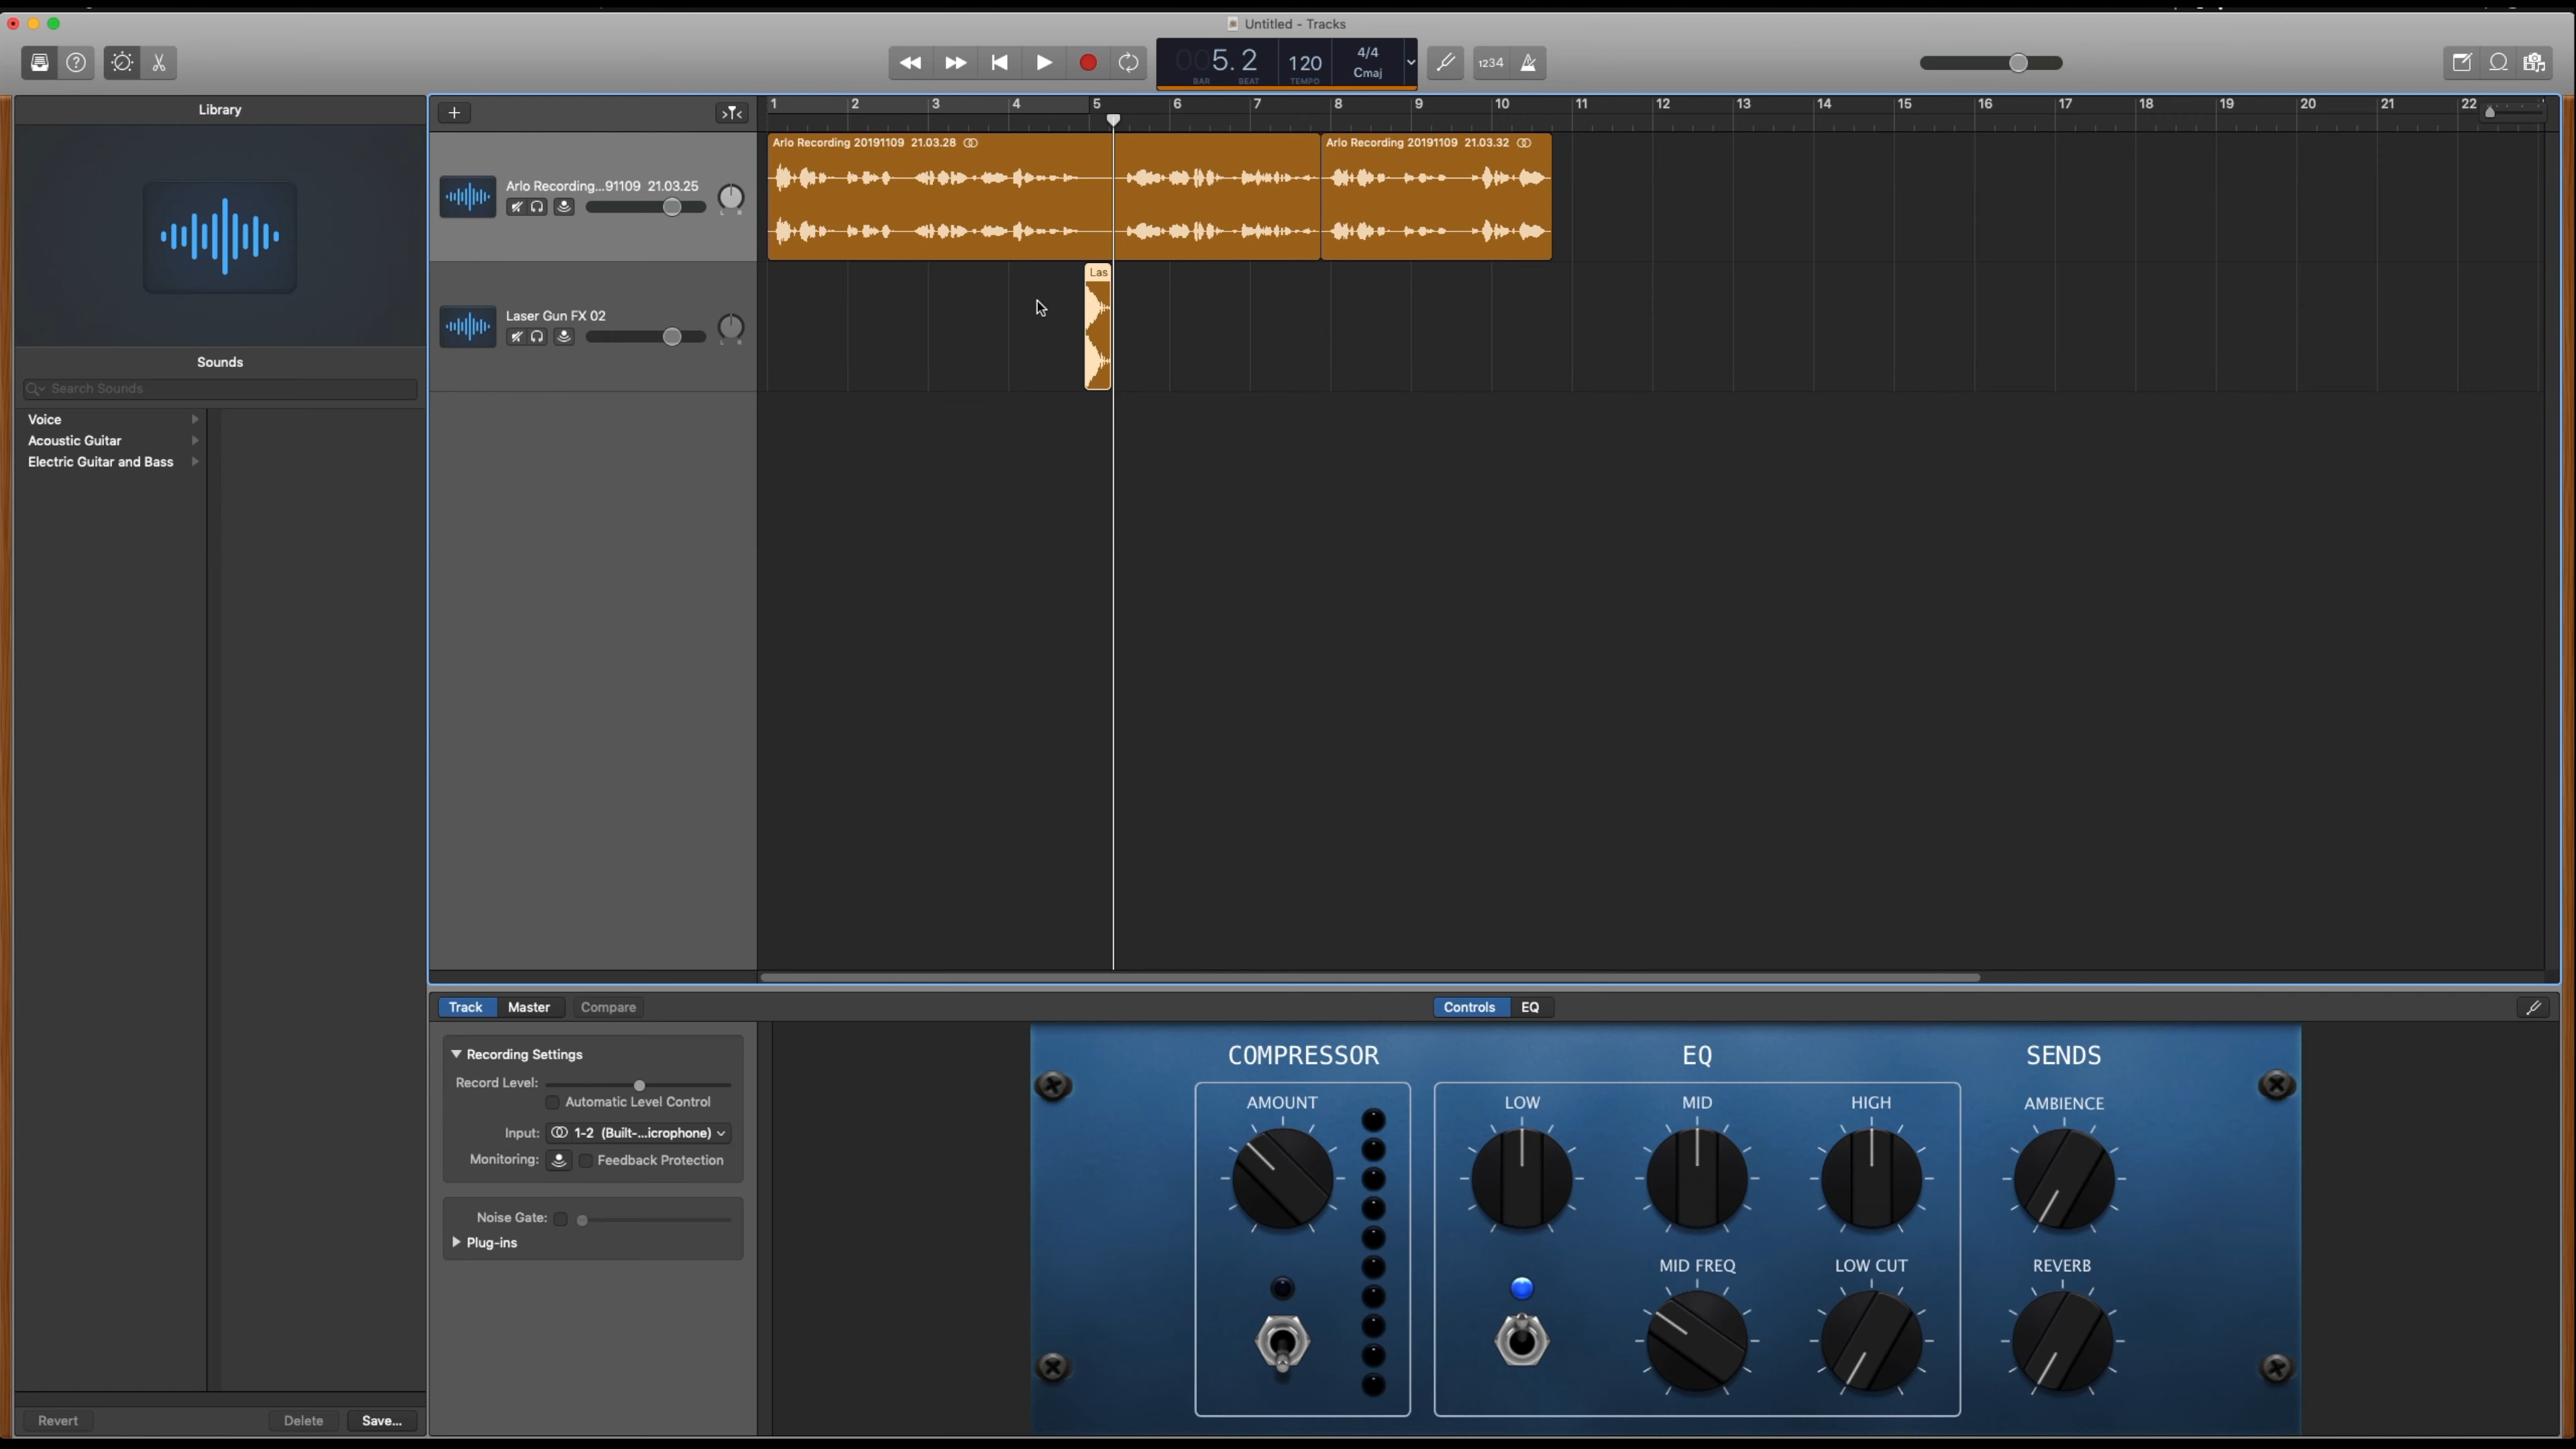 Untitled - Tracks
005. 2
BAR BEAT
120
TEMPO
4/4
Cmaj
1234
Library
1 2 3 4 5 6 7 8 9 10 11 12 13 14 15 16 17 18 19 20 21 22
Arlo Recording 20191109 21.03.28
Arlo Recording 20191109 21.03.32
Arlo Recording...91109 21.03.25
L R
Las
Laser Gun FX 02
L R
Sounds
Search Sounds
Voice
Acoustic Guitar
Electric Guitar and Bass
Revert Delete Save...
Track Master Compare
Controls EQ
Recording Settings
Record Level:
Automatic Level Control
Input: 1-2 (Built-...icrophone)
Monitoring: Feedback Protection
Noise Gate:
Plug-ins
COMPRESSOR EQ SENDS
AMOUNT LOW MID HIGH AMBIENCE
MID FREQ LOW CUT REVERB